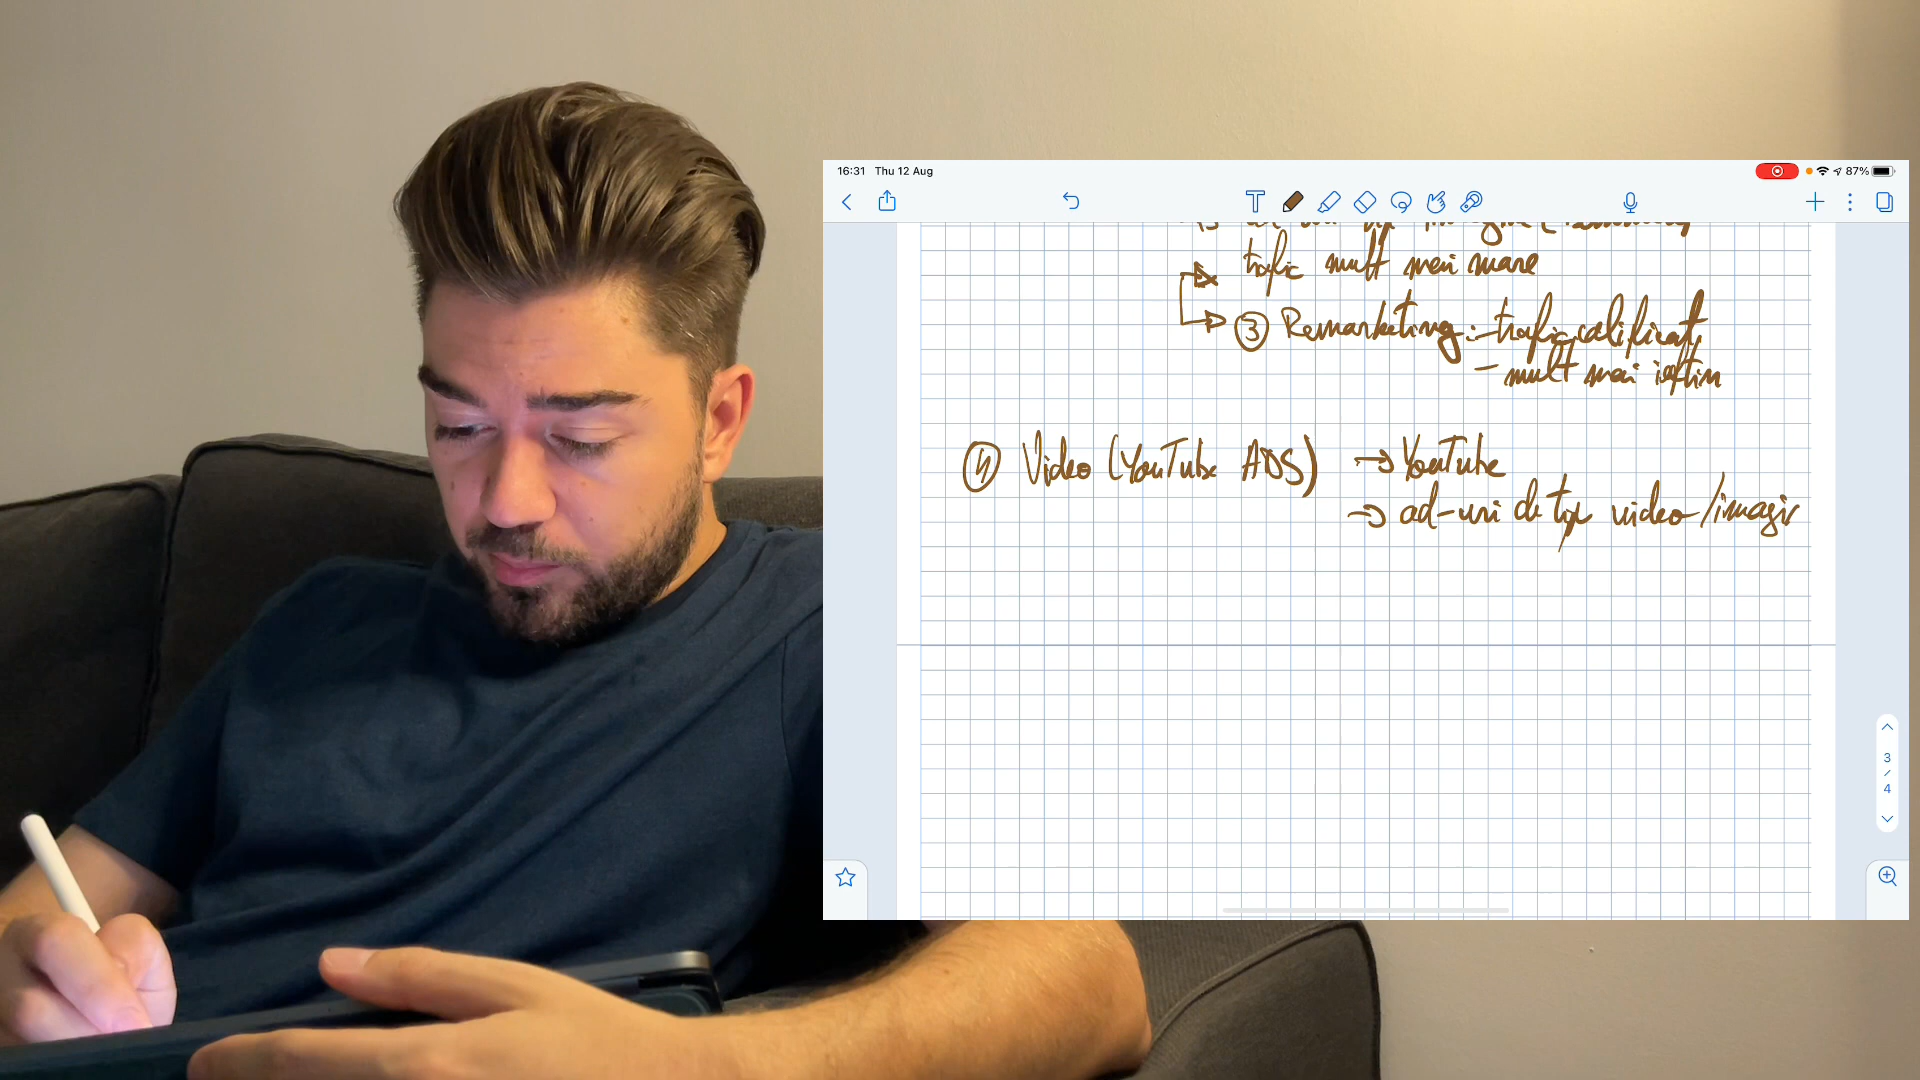 16:31 Thu 12 Aug 87%
trafic mult mai mare
3 Remarketing: - trafic calificat
- mult mai ieftin
4 Video (YouTube ADS) → YouTube
→ ad-uri de tip video/imagin
3
/
4